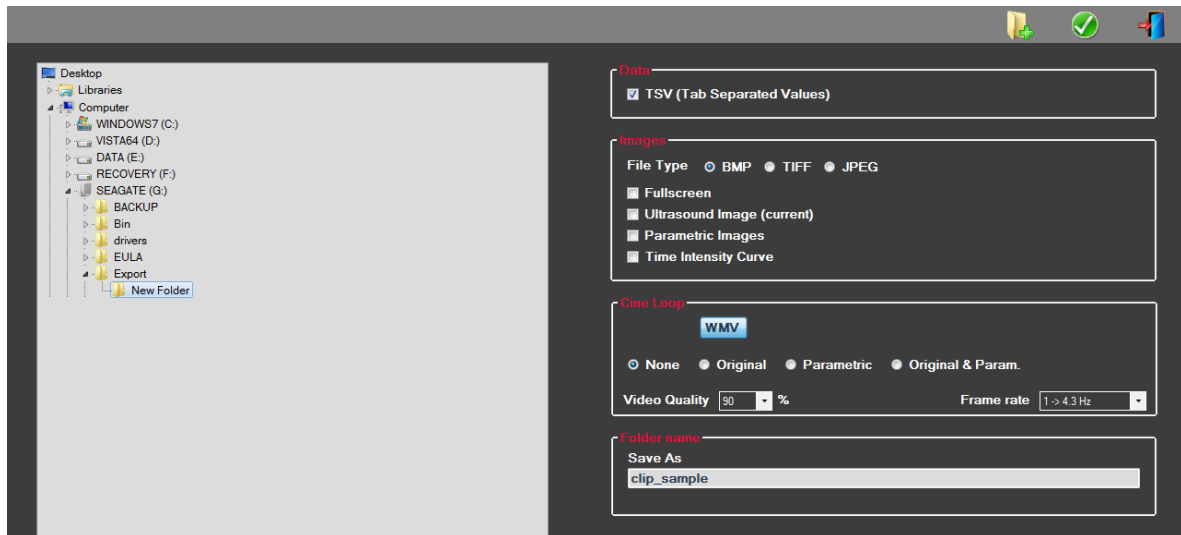 Desktop
Libraries
Computer
WINDOWS7 (C:)
VISTA64 (D:)
DATA (E:)
RECOVERY (F:)
SEAGATE (G:)
BACKUP
Bin
drivers
EULA
Export
New Folder
Data
TSV (Tab Separated Values)
Images
File Type BMP TIFF JPEG
Fullscreen
Ultrasound Image (current)
Parametric Images
Time Intensity Curve
Cine Loop
WMV
None Original Parametric Original & Param.
Video Quality 90 % Frame rate 1 -> 4.3 Hz
Folder name
Save As
clip_sample